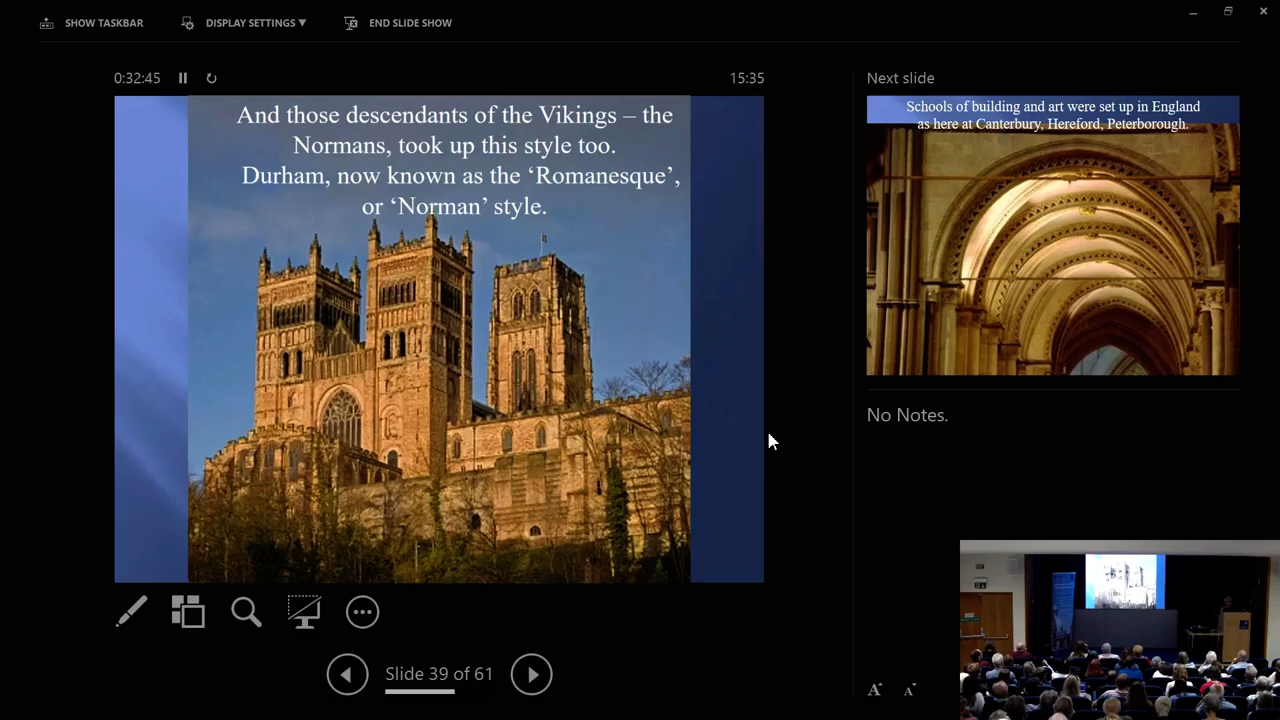 SHOW TASKBAR
DISPLAY SETTINGS ▼
END SLIDE SHOW
0:32:45
15:35
And those descendants of the Vikings – the
Normans, took up this style too.
Durham, now known as the ‘Romanesque’,
or ‘Norman’ style.
Slide 39 of 61
Next slide
Schools of building and art were set up in England
as here at Canterbury, Hereford, Peterborough.
No Notes.
A A